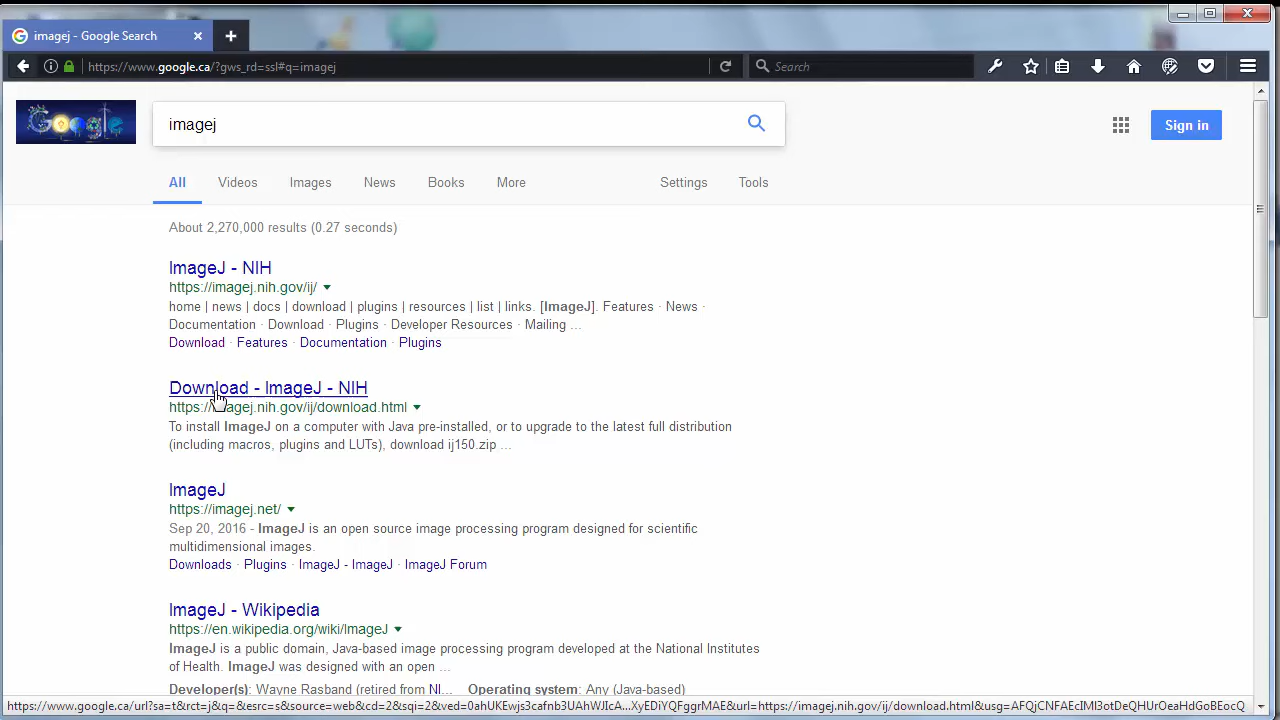 imagej - Google Search
https://www.google.ca/?gws_rd=ssl#q=imagej
Search
Google
imagej
Sign in
All Videos Images News Books More Settings Tools
About 2,270,000 results (0.27 seconds)
ImageJ - NIH
https://imagej.nih.gov/ij/
home | news | docs | download | plugins | resources | list | links. [ImageJ]. Features · News ·
Documentation · Download · Plugins · Developer Resources · Mailing ...
Download · Features · Documentation · Plugins
Download - ImageJ - NIH
https://imagej.nih.gov/ij/download.html
To install ImageJ on a computer with Java pre-installed, or to upgrade to the latest full distribution
(including macros, plugins and LUTs), download ij150.zip ...
ImageJ
https://imagej.net/
Sep 20, 2016 - ImageJ is an open source image processing program designed for scientific
multidimensional images.
Downloads · Plugins · ImageJ - ImageJ · ImageJ Forum
ImageJ - Wikipedia
https://en.wikipedia.org/wiki/ImageJ
ImageJ is a public domain, Java-based image processing program developed at the National Institutes
of Health. ImageJ was designed with an open ...
Developer(s): Wayne Rasband (retired from NI... Operating system: Any (Java-based)